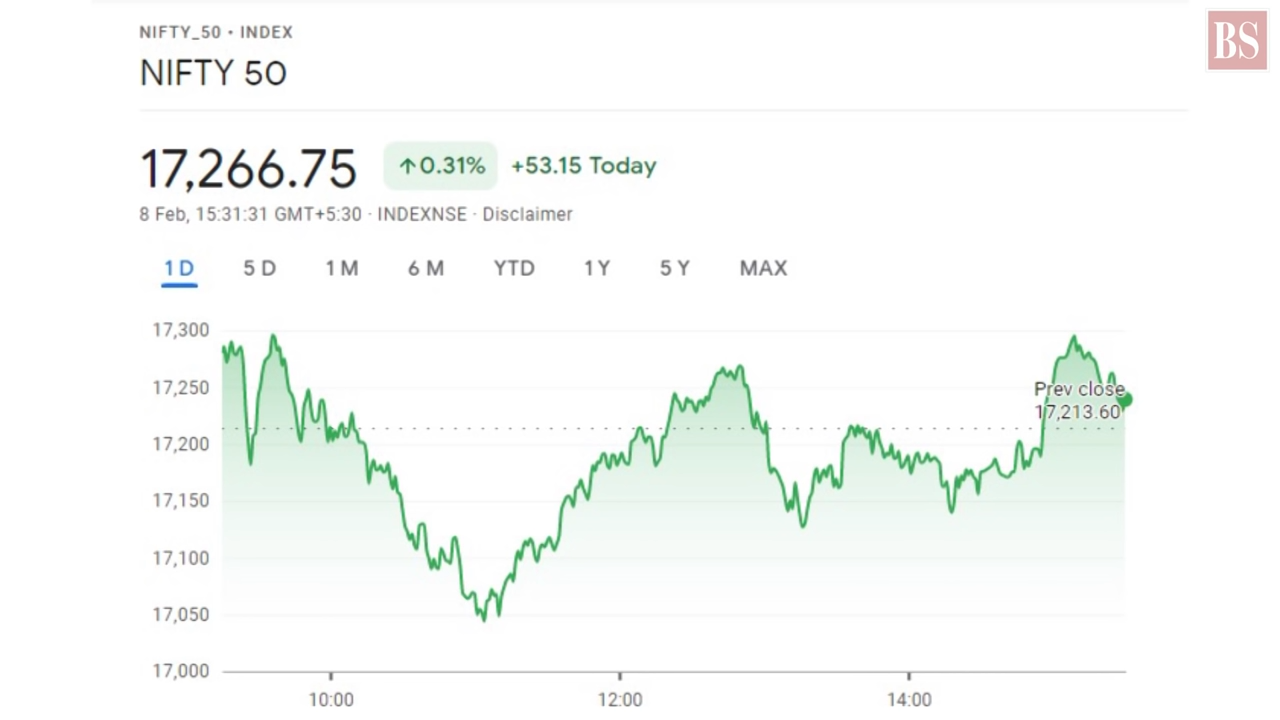 BS
NIFTY_50 • INDEX
NIFTY 50
17,266.75 ↑0.31% +53.15 Today
8 Feb, 15:31:31 GMT+5:30 · INDEXNSE · Disclaimer
1 D 5 D 1 M 6 M YTD 1 Y 5 Y MAX
17,300
17,250
17,200
17,150
17,100
17,050
17,000
Prev close
17,213.60
10:00 12:00 14:00